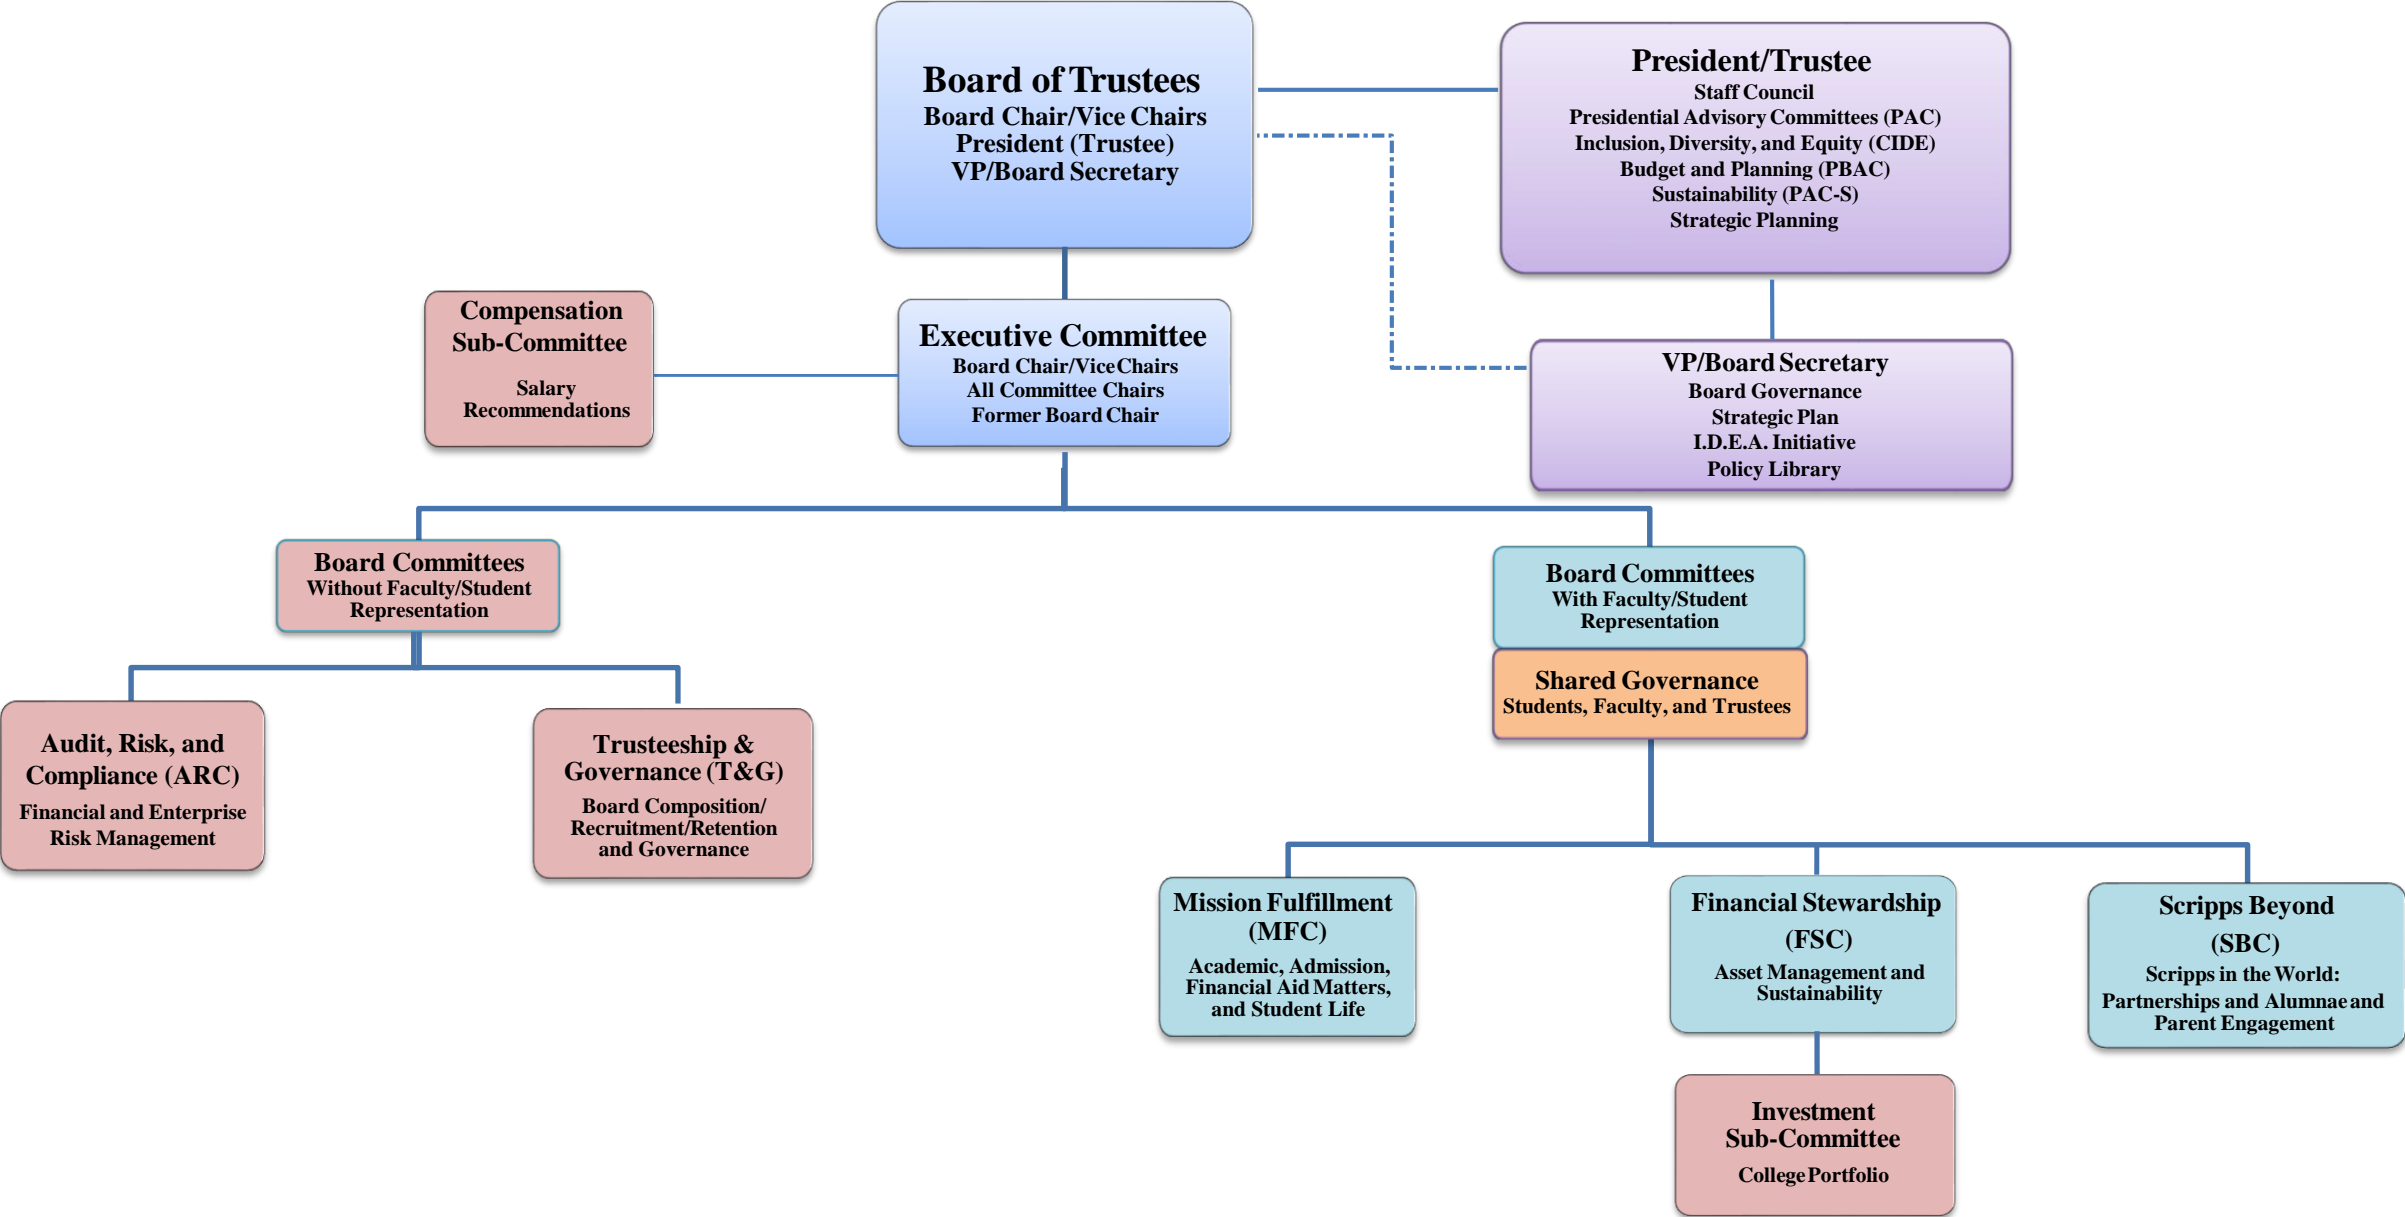 Board of Trustees
Board Chair/Vice Chairs
President (Trustee)
VP/Board Secretary
President/Trustee
Staff Council
Presidential Advisory Committees (PAC)
Inclusion, Diversity, and Equity (CIDE)
Budget and Planning (PBAC)
Sustainability (PAC-S)
Strategic Planning
Compensation
Sub-Committee
Salary
Recommendations
Executive Committee
Board Chair/Vice Chairs
All Committee Chairs
Former Board Chair
VP/Board Secretary
Board Governance
Strategic Plan
I.D.E.A. Initiative
Policy Library
Board Committees
Without Faculty/Student
Representation
Board Committees
With Faculty/Student
Representation
Shared Governance
Students, Faculty, and Trustees
Audit, Risk, and
Compliance (ARC)
Financial and Enterprise
Risk Management
Trusteeship &
Governance (T&G)
Board Composition/
Recruitment/Retention
and Governance
Mission Fulfillment
(MFC)
Academic, Admission,
Financial Aid Matters,
and Student Life
Financial Stewardship
(FSC)
Asset Management and
Sustainability
Scripps Beyond
(SBC)
Scripps in the World:
Partnerships and Alumnae and
Parent Engagement
Investment
Sub-Committee
College Portfolio